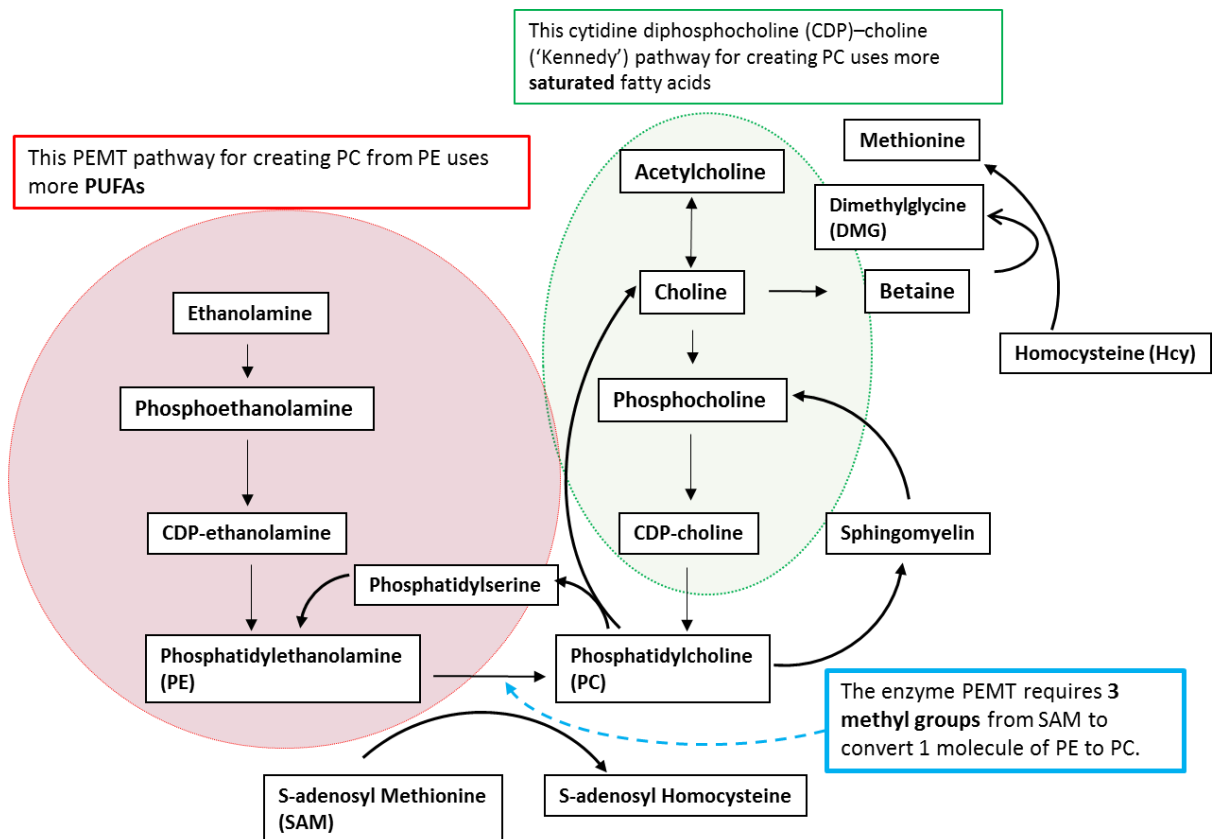 This cytidine diphosphocholine (CDP)–choline
(‘Kennedy’) pathway for creating PC uses more
saturated fatty acids
This PEMT pathway for creating PC from PE uses
more PUFAs
Methionine
Acetylcholine
Dimethylglycine
(DMG)
Choline
Betaine
Ethanolamine
Homocysteine (Hcy)
Phosphoethanolamine
Phosphocholine
CDP-ethanolamine
CDP-choline
Sphingomyelin
Phosphatidylserine
Phosphatidylethanolamine
(PE)
Phosphatidylcholine
(PC)
The enzyme PEMT requires 3
methyl groups from SAM to
convert 1 molecule of PE to PC.
S-adenosyl Methionine
(SAM)
S-adenosyl Homocysteine